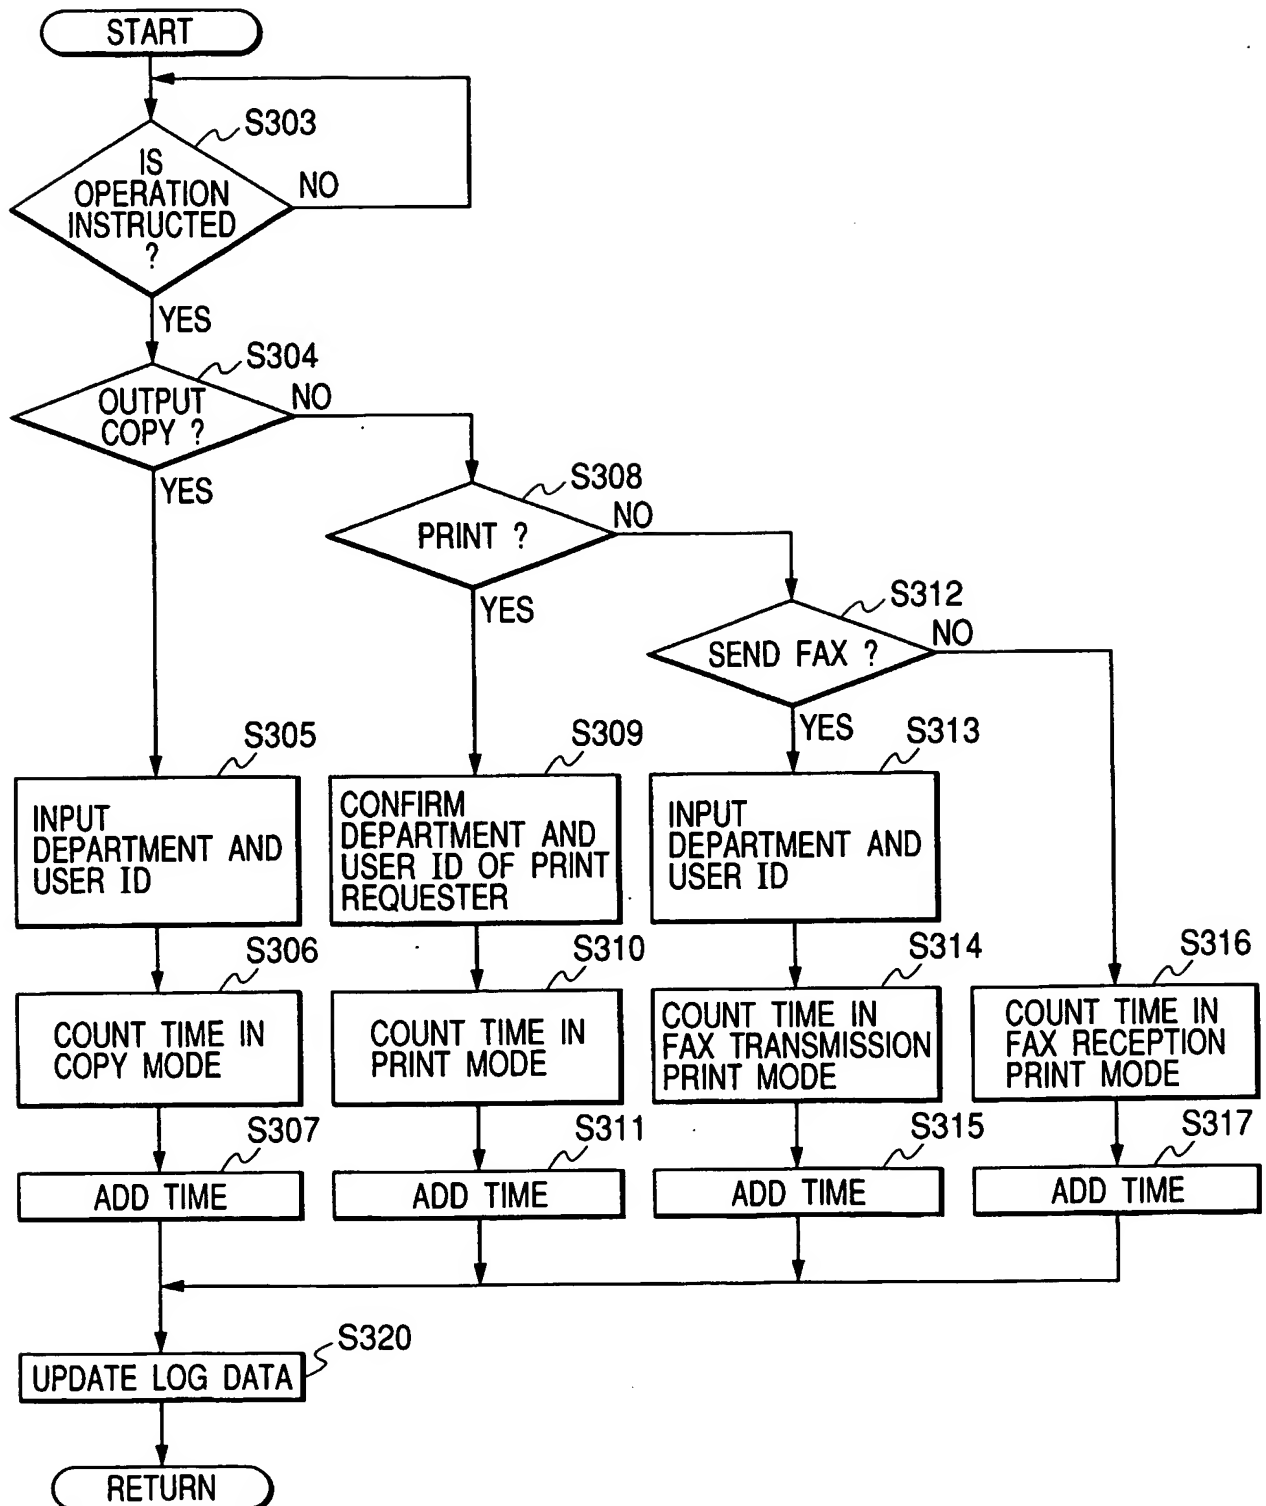 START
S303
IS
OPERATION
INSTRUCTED
?
NO
YES
S304
OUTPUT
COPY ?
NO
YES
S308
PRINT ?
NO
YES
S312
SEND FAX ?
NO
YES
S305
INPUT
DEPARTMENT AND
USER ID
S309
CONFIRM
DEPARTMENT AND
USER ID OF PRINT
REQUESTER
S313
INPUT
DEPARTMENT AND
USER ID
S306
COUNT TIME IN
COPY MODE
S310
COUNT TIME IN
PRINT MODE
S314
COUNT TIME IN
FAX TRANSMISSION
PRINT MODE
S316
COUNT TIME IN
FAX RECEPTION
PRINT MODE
S307
ADD TIME
S311
ADD TIME
S315
ADD TIME
S317
ADD TIME
S320
UPDATE LOG DATA
RETURN